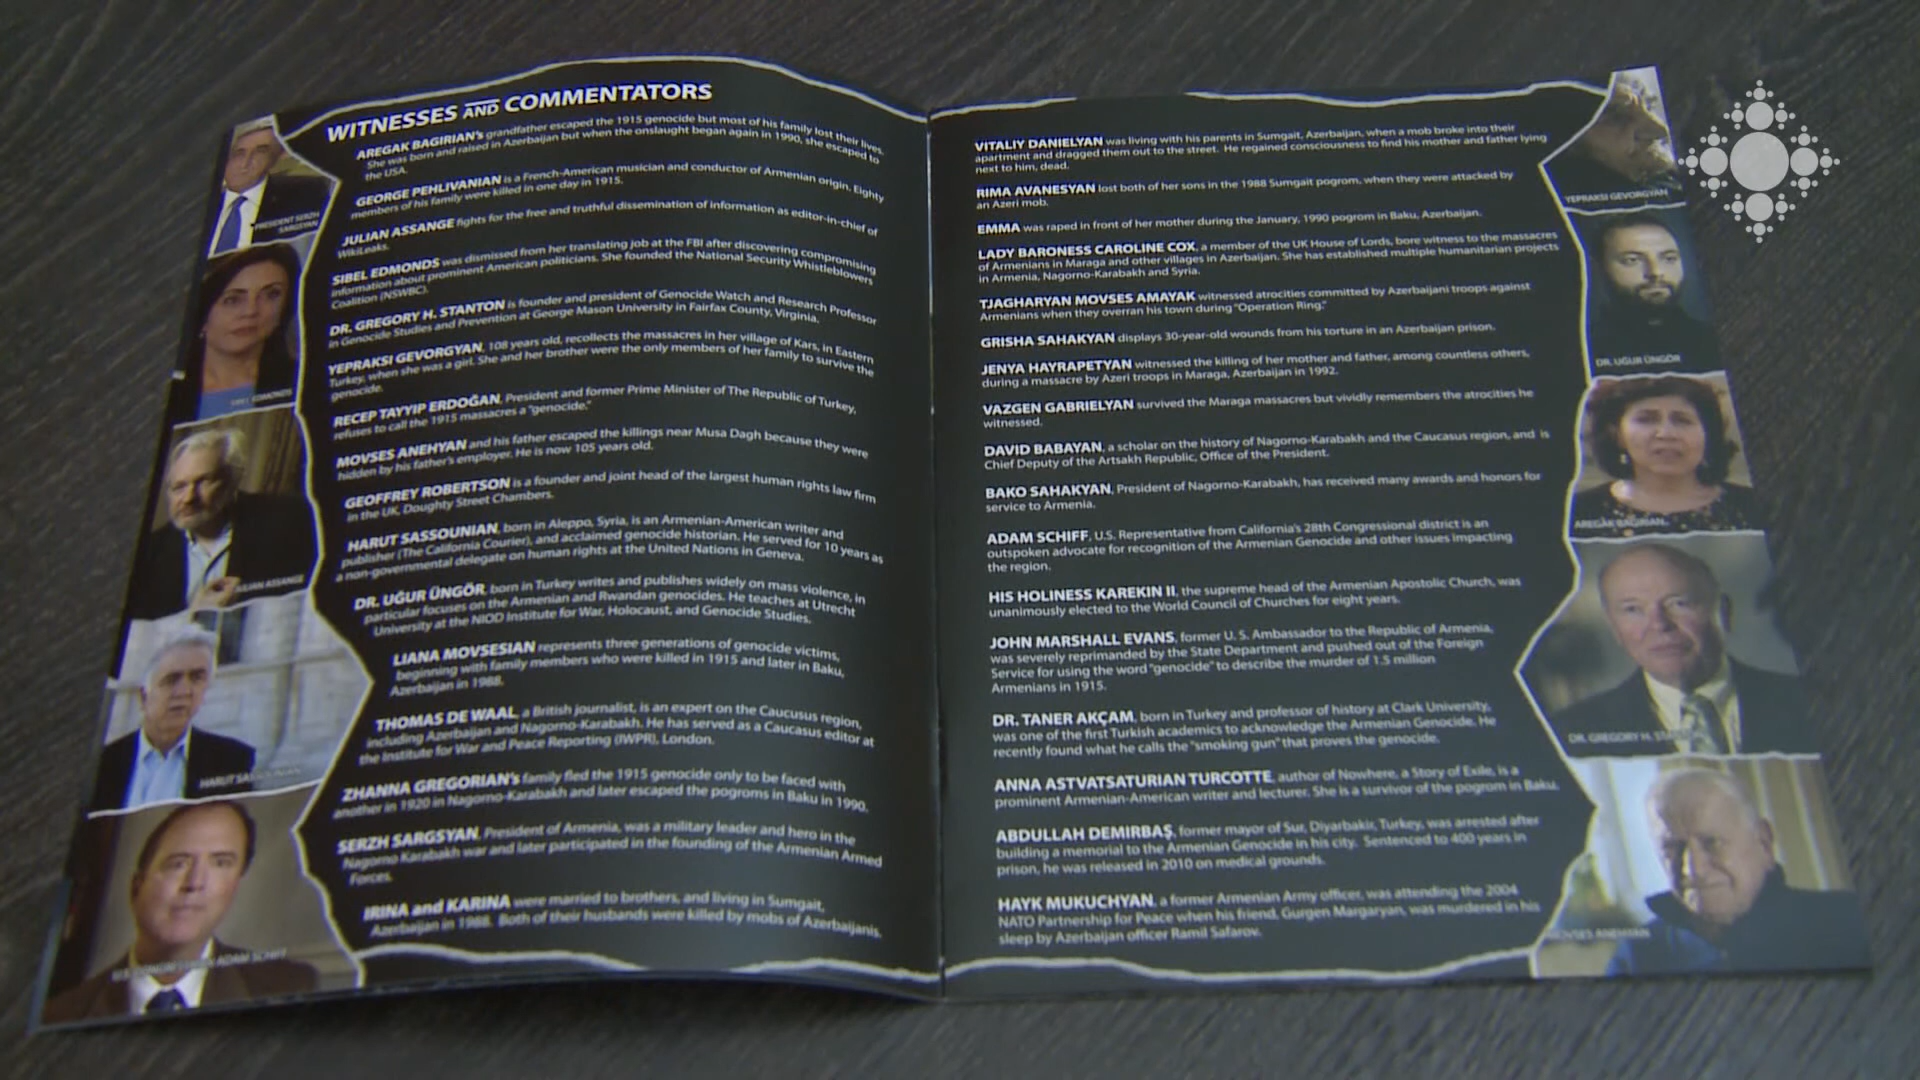 WITNESSES AND COMMENTATORS
AREGAK BAGIRIAN's grandfather escaped the 1915 genocide but most of his family lost their lives.
She was born and raised in Azerbaijan but when the onslaught began again in 1990, she escaped to
the USA.
GEORGE PEHLIVANIAN is a French-American musician and conductor of Armenian origin. Eighty
members of his family were killed in one day in 1915.
JULIAN ASSANGE fights for the free and truthful dissemination of information as editor-in-chief of
WikiLeaks.
SIBEL EDMONDS was dismissed from her translating job at the FBI after discovering compromising
information about prominent American politicians. She founded the National Security Whistleblowers
Coalition (NSWBC).
DR. GREGORY H. STANTON is founder and president of Genocide Watch and Research Professor
in Genocide Studies and Prevention at George Mason University in Fairfax County, Virginia.
YEPRAKSI GEVORGYAN, 108 years old, recollects the massacres in her village of Kars, in Eastern
Turkey, when she was a girl. She and her brother were the only members of her family to survive the
genocide.
RECEP TAYYIP ERDOĞAN, President and former Prime Minister of The Republic of Turkey,
refuses to call the 1915 massacres a "genocide."
MOVSES ANEHYAN and his father escaped the killings near Musa Dagh because they were
hidden by his father's employer. He is now 105 years old.
GEOFFREY ROBERTSON is a founder and joint head of the largest human rights law firm
in the UK, Doughty Street Chambers.
HARUT SASSOUNIAN, born in Aleppo, Syria, is an Armenian-American writer and
publisher (The California Courier), and acclaimed genocide historian. He served for 10 years as
a non-governmental delegate on human rights at the United Nations in Geneva.
DR. UĞUR ÜNGÖR, born in Turkey writes and publishes widely on mass violence, in
particular focuses on the Armenian and Rwandan genocides. He teaches at Utrecht
University at the NIOD Institute for War, Holocaust, and Genocide Studies.
LIANA MOVSESIAN represents three generations of genocide victims,
beginning with family members who were killed in 1915 and later in Baku,
Azerbaijan in 1988.
THOMAS DE WAAL, a British journalist, is an expert on the Caucusus region,
including Azerbaijan and Nagorno-Karabakh. He has served as a Caucasus editor at
the Institute for War and Peace Reporting (IWPR), London.
ZHANNA GREGORIAN's family fled the 1915 genocide only to be faced with
another in 1920 in Nagorno-Karabakh and later escaped the pogroms in Baku in 1990.
SERZH SARGSYAN, President of Armenia, was a military leader and hero in the
Nagorno Karabakh war and later participated in the founding of the Armenian Armed
Forces.
IRINA and KARINA were married to brothers, and living in Sumgait,
Azerbaijan in 1988. Both of their husbands were killed by mobs of Azerbaijanis.
PRESIDENT SERZH
SARGSYAN
SIBEL EDMONDS
JULIAN ASSANGE
HARUT SASSOUNIAN
ADAM SCHIFF
VITALIY DANIELYAN was living with his parents in Sumgait, Azerbaijan, when a mob broke into their
apartment and dragged them out to the street. He regained consciousness to find his mother and father lying
next to him, dead.
RIMA AVANESYAN lost both of her sons in the 1988 Sumgait pogrom, when they were attacked by
an Azeri mob.
EMMA was raped in front of her mother during the January, 1990 pogrom in Baku, Azerbaijan.
LADY BARONESS CAROLINE COX, a member of the UK House of Lords, bore witness to the massacres
of Armenians in Maraga and other villages in Azerbaijan. She has established multiple humanitarian projects
in Armenia, Nagorno-Karabakh and Syria.
TJAGHARYAN MOVSES AMAYAK witnessed atrocities committed by Azerbaijani troops against
Armenians when they overran his town during "Operation Ring."
GRISHA SAHAKYAN displays 30-year-old wounds from his torture in an Azerbaijan prison.
JENYA HAYRAPETYAN witnessed the killing of her mother and father, among countless others,
during a massacre by Azeri troops in Maraga, Azerbaijan in 1992.
VAZGEN GABRIELYAN survived the Maraga massacres but vividly remembers the atrocities he
witnessed.
DAVID BABAYAN, a scholar on the history of Nagorno-Karabakh and the Caucasus region, and is
Chief Deputy of the Artsakh Republic, Office of the President.
BAKO SAHAKYAN, President of Nagorno-Karabakh, has received many awards and honors for
service to Armenia.
ADAM SCHIFF, U.S. Representative from California's 28th Congressional district is an
outspoken advocate for recognition of the Armenian Genocide and other issues impacting
the region.
HIS HOLINESS KAREKIN II, the supreme head of the Armenian Apostolic Church, was
unanimously elected to the World Council of Churches for eight years.
JOHN MARSHALL EVANS, former U. S. Ambassador to the Republic of Armenia,
was severely reprimanded by the State Department and pushed out of the Foreign
Service for using the word "genocide" to describe the murder of 1.5 million
Armenians in 1915.
DR. TANER AKÇAM, born in Turkey and professor of history at Clark University,
was one of the first Turkish academics to acknowledge the Armenian Genocide. He
recently found what he calls the "smoking gun" that proves the genocide.
ANNA ASTVATSATURIAN TURCOTTE, author of Nowhere, a Story of Exile, is a
prominent Armenian-American writer and lecturer. She is a survivor of the pogrom in Baku.
ABDULLAH DEMIRBAŞ, former mayor of Sur, Diyarbakir, Turkey, was arrested after
building a memorial to the Armenian Genocide in his city. Sentenced to 400 years in
prison, he was released in 2010 on medical grounds.
HAYK MUKUCHYAN, a former Armenian Army officer, was attending the 2004
NATO Partnership for Peace when his friend, Gurgen Margaryan, was murdered in his
sleep by Azerbaijan officer Ramil Safarov.
YEPRAKSI GEVORGYAN
DR. UĞUR ÜNGÖR
AREGAK BAGIRIAN
DR. GREGORY H.
MOVSES ANEHYAN